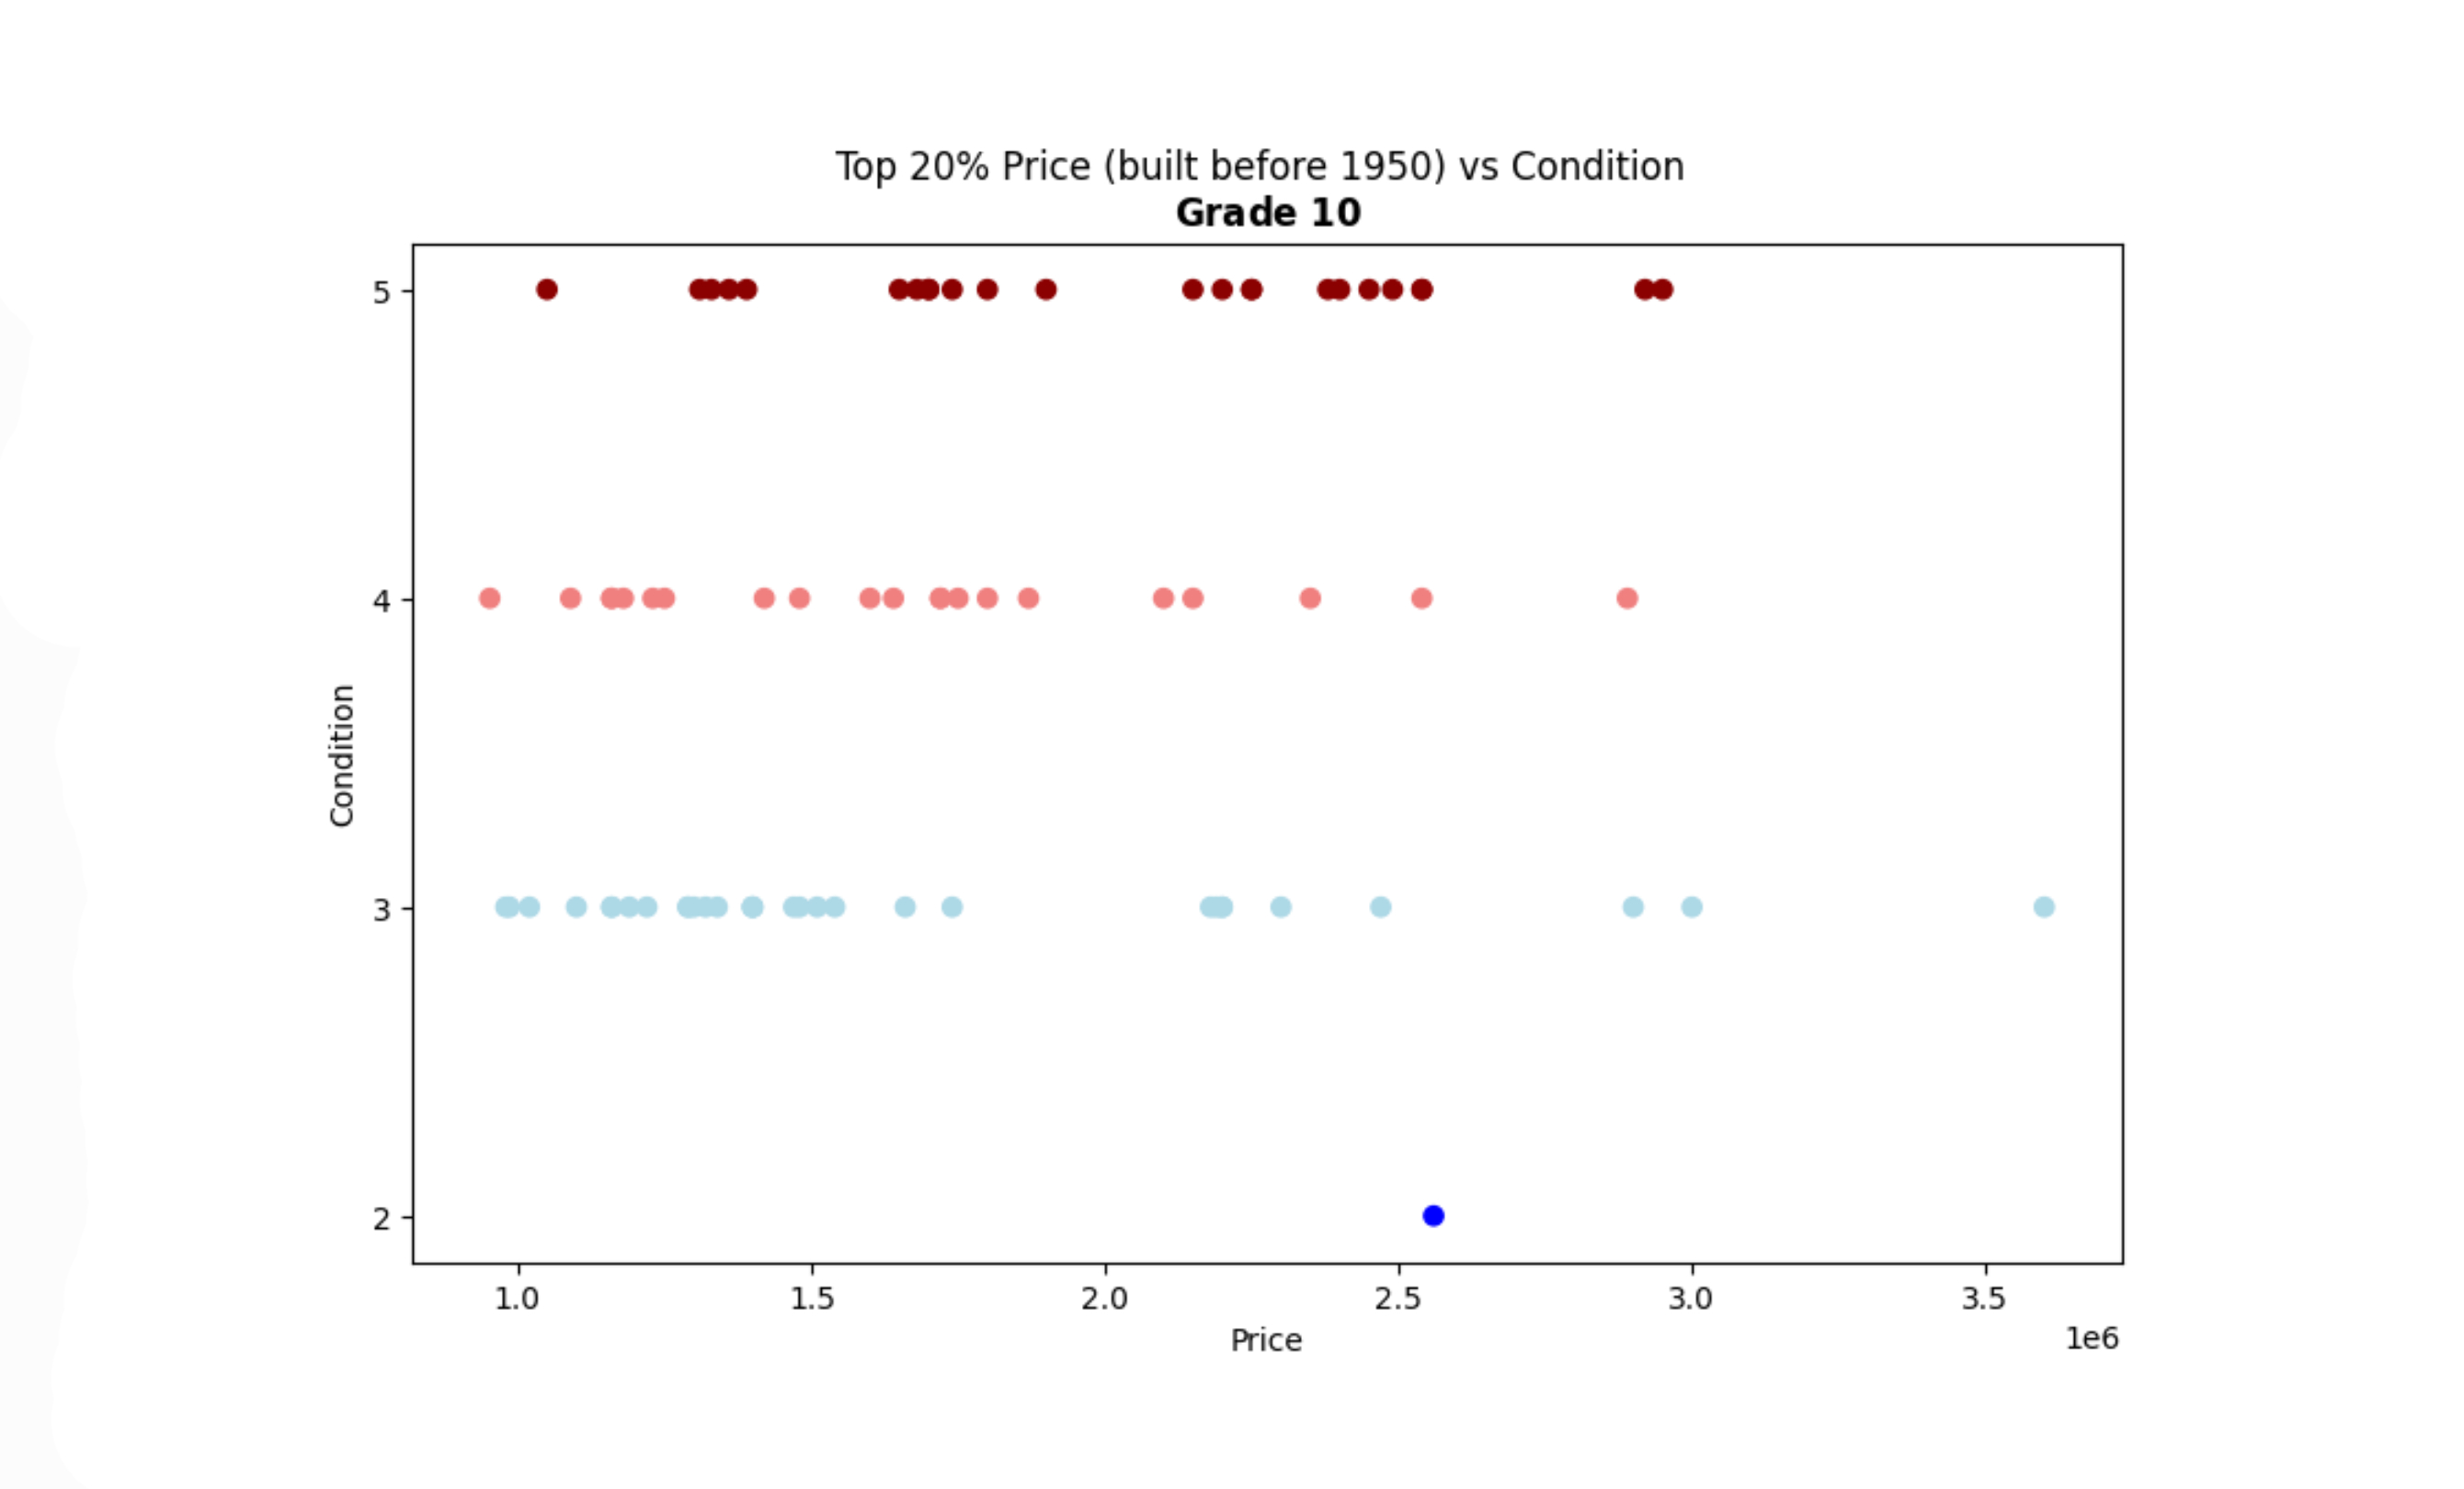 Top 20% Price (built before 1950) vs Condition
Grade 10
5
4
3
2
Condition
1.0 1.5 2.0 2.5 3.0 3.5
Price
1e6